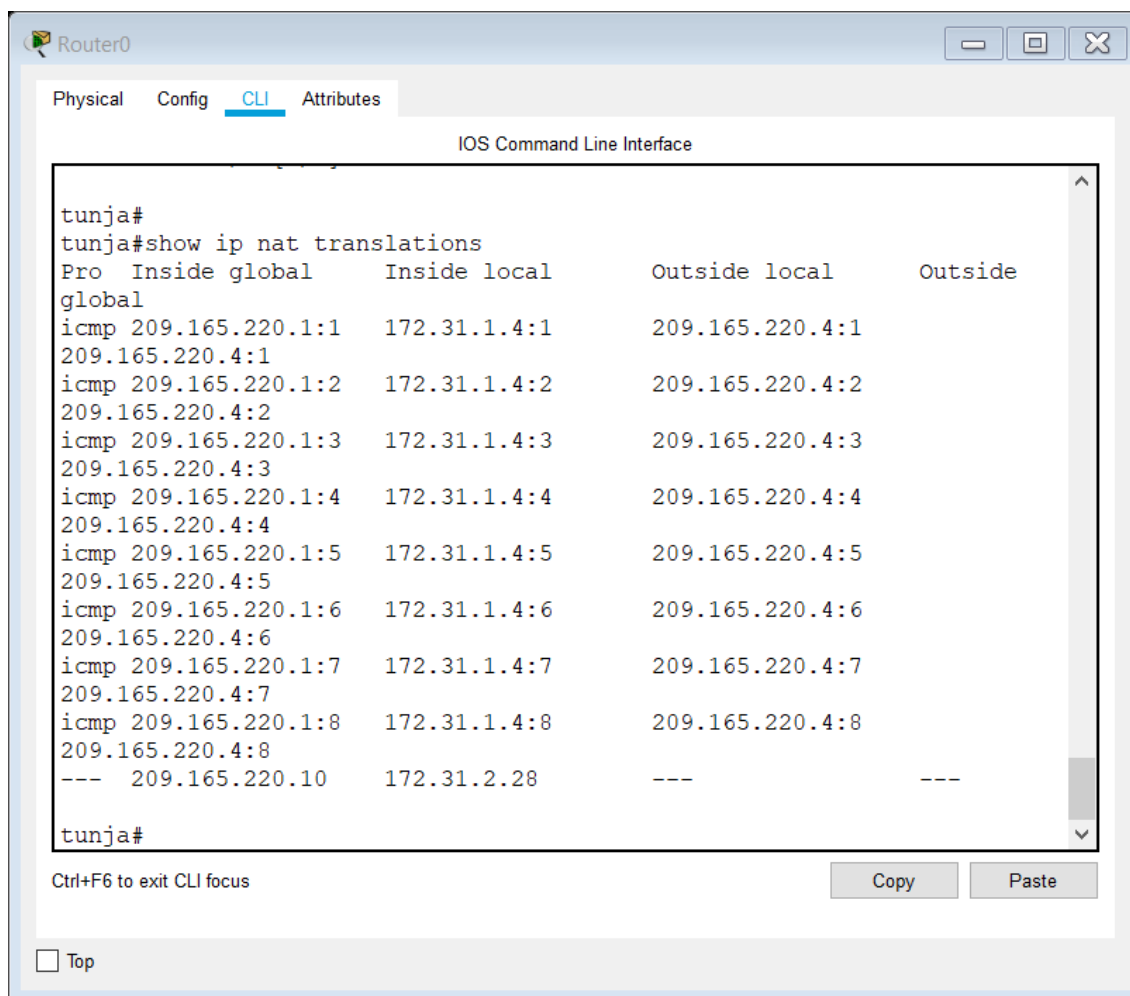 Router0
Physical Config CLI Attributes
IOS Command Line Interface
tunja#
tunja#show ip nat translations
Pro Inside global Inside local Outside local Outside
global
icmp 209.165.220.1:1 172.31.1.4:1 209.165.220.4:1
209.165.220.4:1
icmp 209.165.220.1:2 172.31.1.4:2 209.165.220.4:2
209.165.220.4:2
icmp 209.165.220.1:3 172.31.1.4:3 209.165.220.4:3
209.165.220.4:3
icmp 209.165.220.1:4 172.31.1.4:4 209.165.220.4:4
209.165.220.4:4
icmp 209.165.220.1:5 172.31.1.4:5 209.165.220.4:5
209.165.220.4:5
icmp 209.165.220.1:6 172.31.1.4:6 209.165.220.4:6
209.165.220.4:6
icmp 209.165.220.1:7 172.31.1.4:7 209.165.220.4:7
209.165.220.4:7
icmp 209.165.220.1:8 172.31.1.4:8 209.165.220.4:8
209.165.220.4:8
--- 209.165.220.10 172.31.2.28 --- ---
tunja#
Ctrl+F6 to exit CLI focus Copy Paste
Top